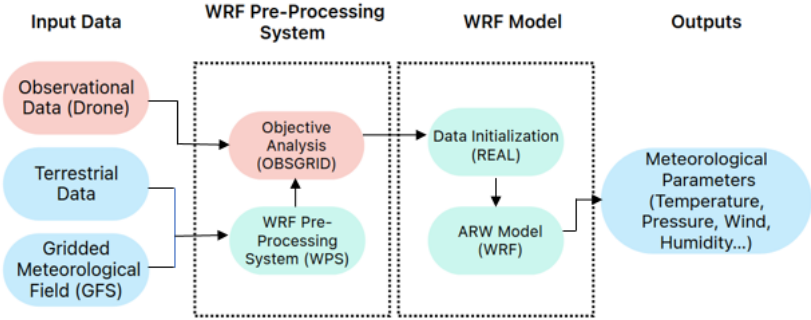 Input Data
WRF Pre-Processing
System
WRF Model
Outputs
Observational
Data (Drone)
Terrestrial
Data
Gridded
Meteorological
Field (GFS)
Objective
Analysis
(OBSGRID)
WRF Pre-
Processing
System (WPS)
Data Initialization
(REAL)
ARW Model
(WRF)
Meteorological
Parameters
(Temperature,
Pressure, Wind,
Humidity...)